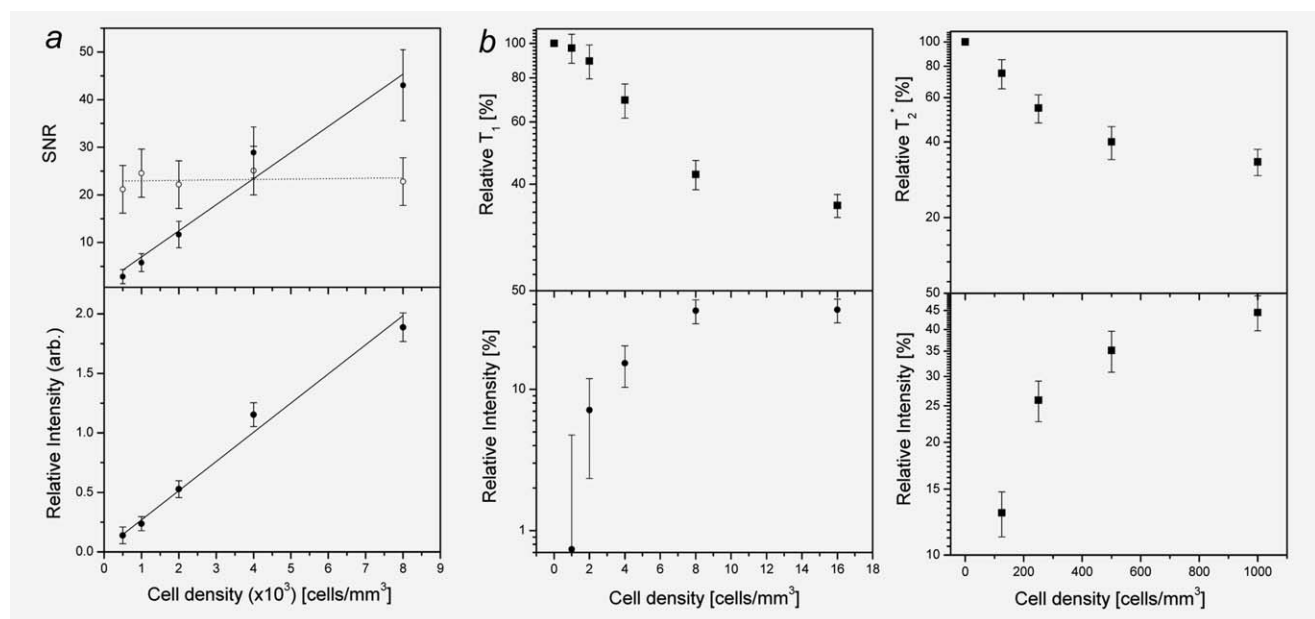 a
SNR
50
40
30
20
10
Relative Intensity (arb.)
2.0
1.5
1.0
0.5
0.0
0 1 2 3 4 5 6 7 8 9
Cell density (x10³) [cells/mm³]
b
Relative T₁ [%]
100
80
60
40
Relative Intensity [%]
50
10
1
0 2 4 6 8 10 12 14 16 18
Cell density [cells/mm³]
Relative T₂* [%]
100
80
60
40
20
Relative Intensity [%]
50
45
40
35
30
25
20
15
10
0 200 400 600 800 1000
Cell density [cells/mm³]